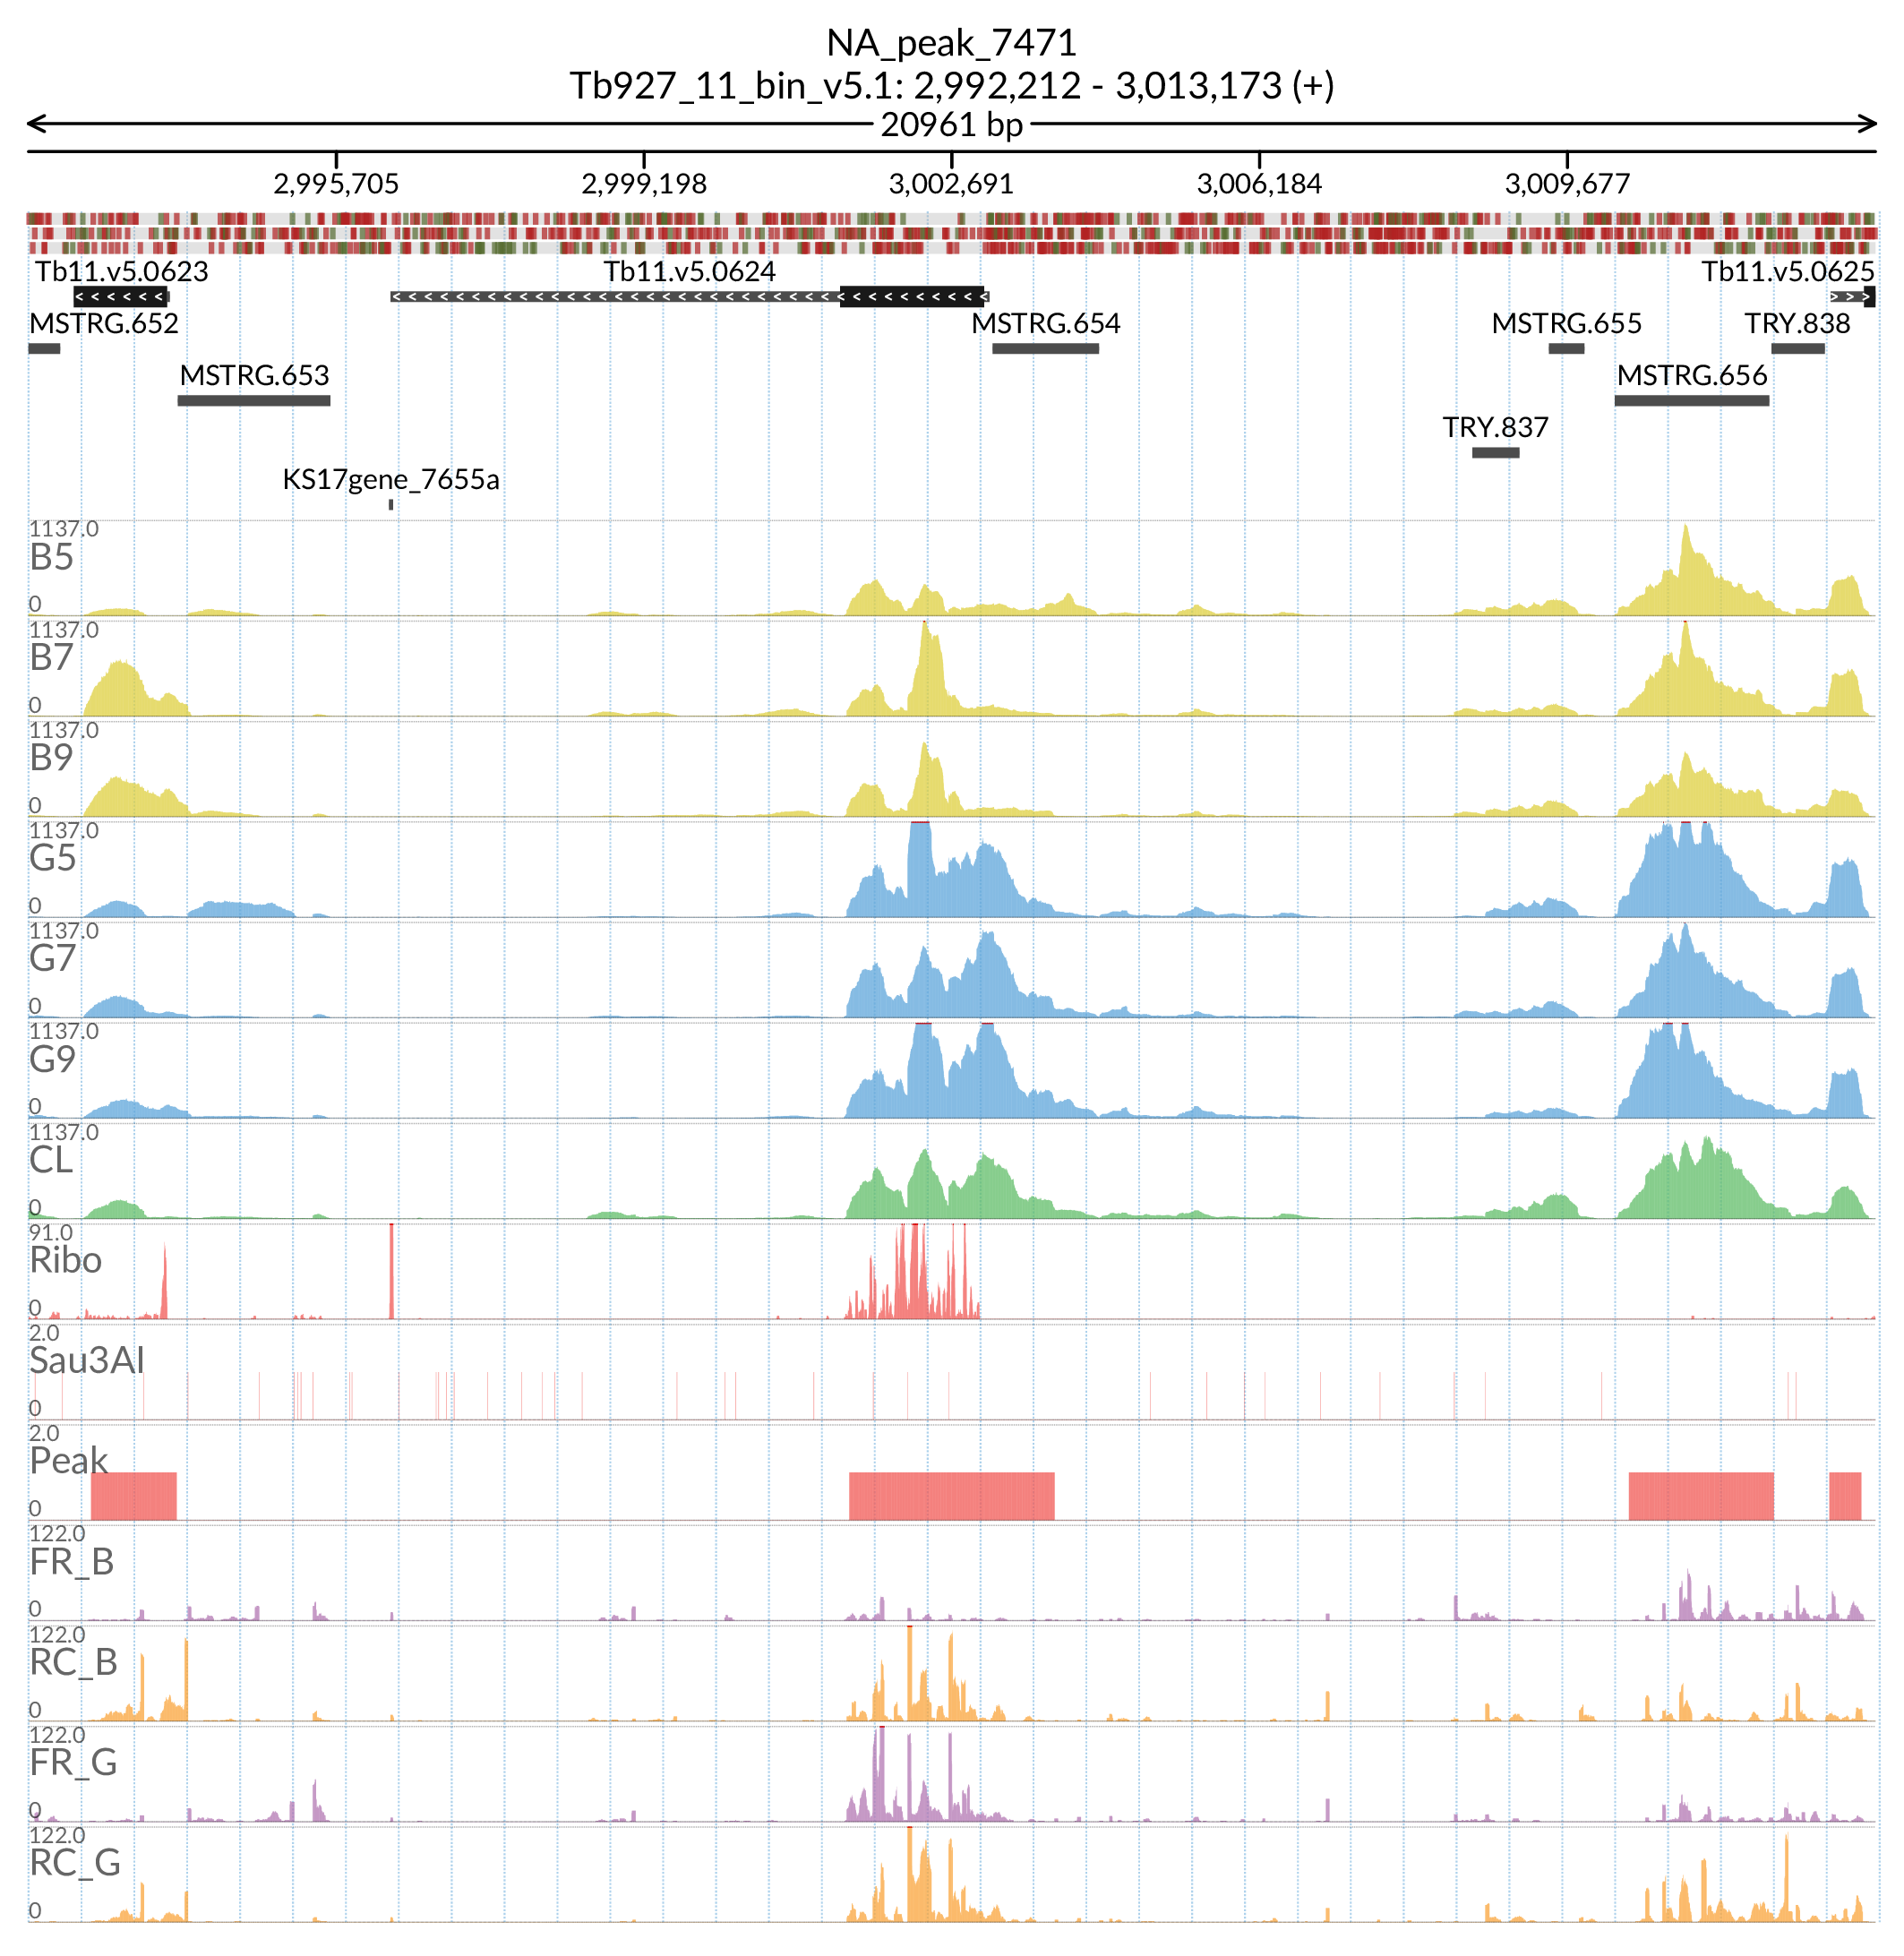 NA_peak_7471
Tb927_11_bin_v5.1: 2,992,212 - 3,013,173 (+)
20961 bp
2,995,705 2,999,198 3,002,691 3,006,184 3,009,677
Tb11.v5.0623 Tb11.v5.0624 Tb11.v5.0625
MSTRG.652 MSTRG.654 MSTRG.655 TRY.838
MSTRG.653 MSTRG.656
TRY.837
KS17gene_7655a
1137.0
B5
0
1137.0
B7
0
1137.0
B9
0
1137.0
G5
0
1137.0
G7
0
1137.0
G9
0
1137.0
CL
0
91.0
Ribo
0
2.0
Sau3AI
0
2.0
Peak
0
122.0
FR_B
0
122.0
RC_B
0
122.0
FR_G
0
122.0
RC_G
0